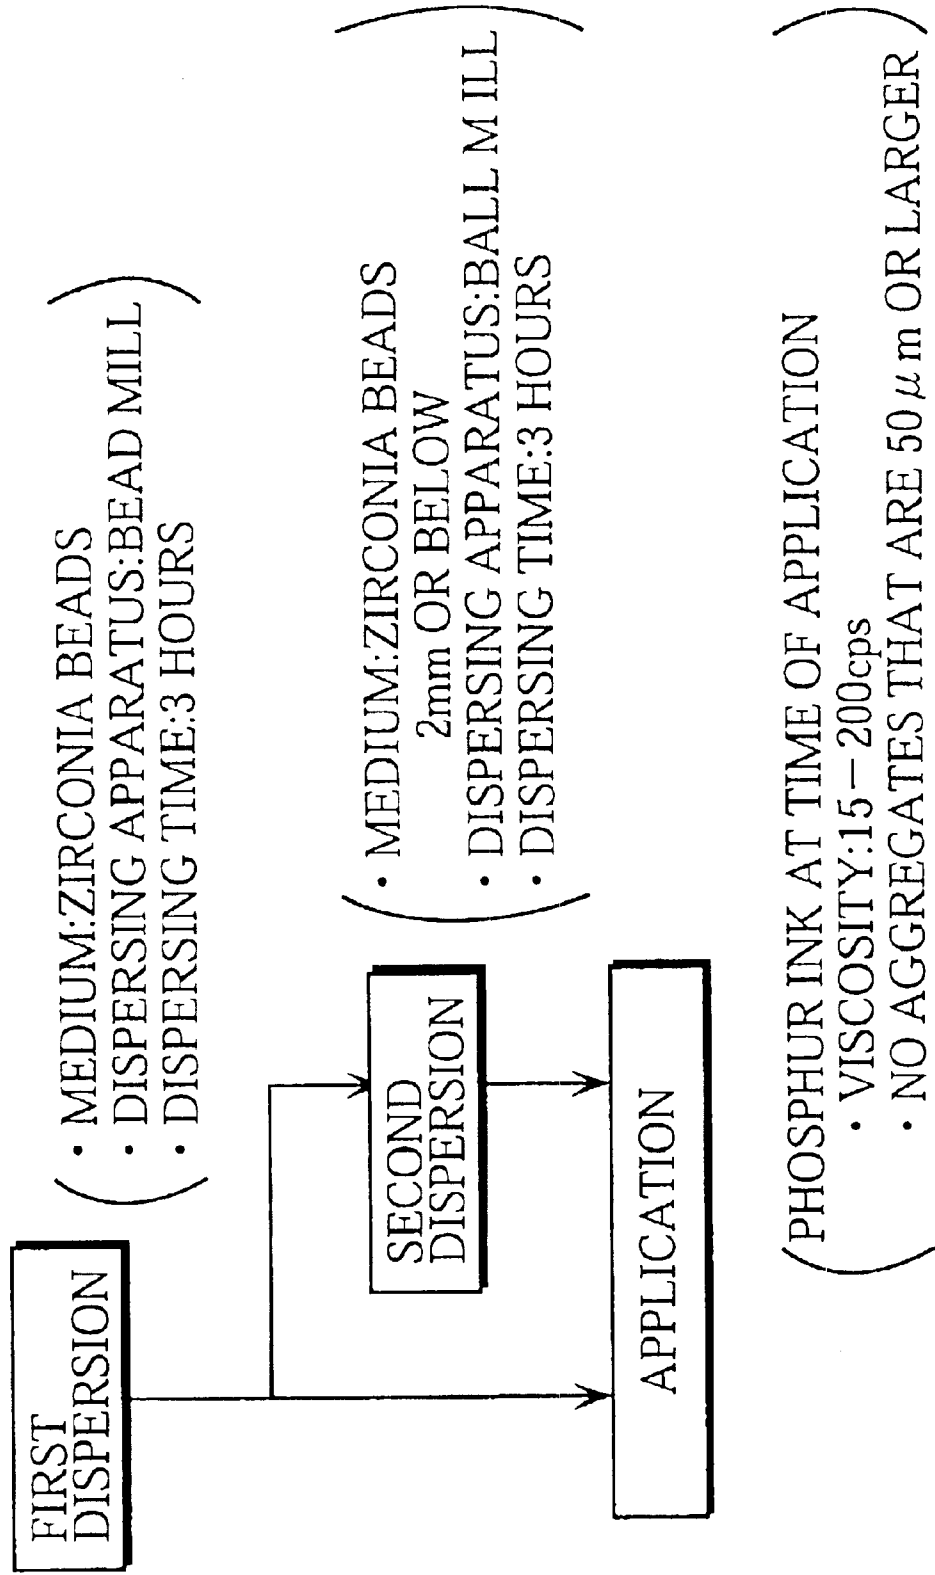 FIRST
DISPERSION
• MEDIUM:ZIRCONIA BEADS
• DISPERSING APPARATUS:BEAD MILL
• DISPERSING TIME:3 HOURS
SECOND
DISPERSION
• MEDIUM:ZIRCONIA BEADS
2mm OR BELOW
• DISPERSING APPARATUS:BALL M ILL
• DISPERSING TIME:3 HOURS
APPLICATION
PHOSPHUR INK AT TIME OF APPLICATION
• VISCOSITY:15−200cps
• NO AGGREGATES THAT ARE 50μm OR LARGER